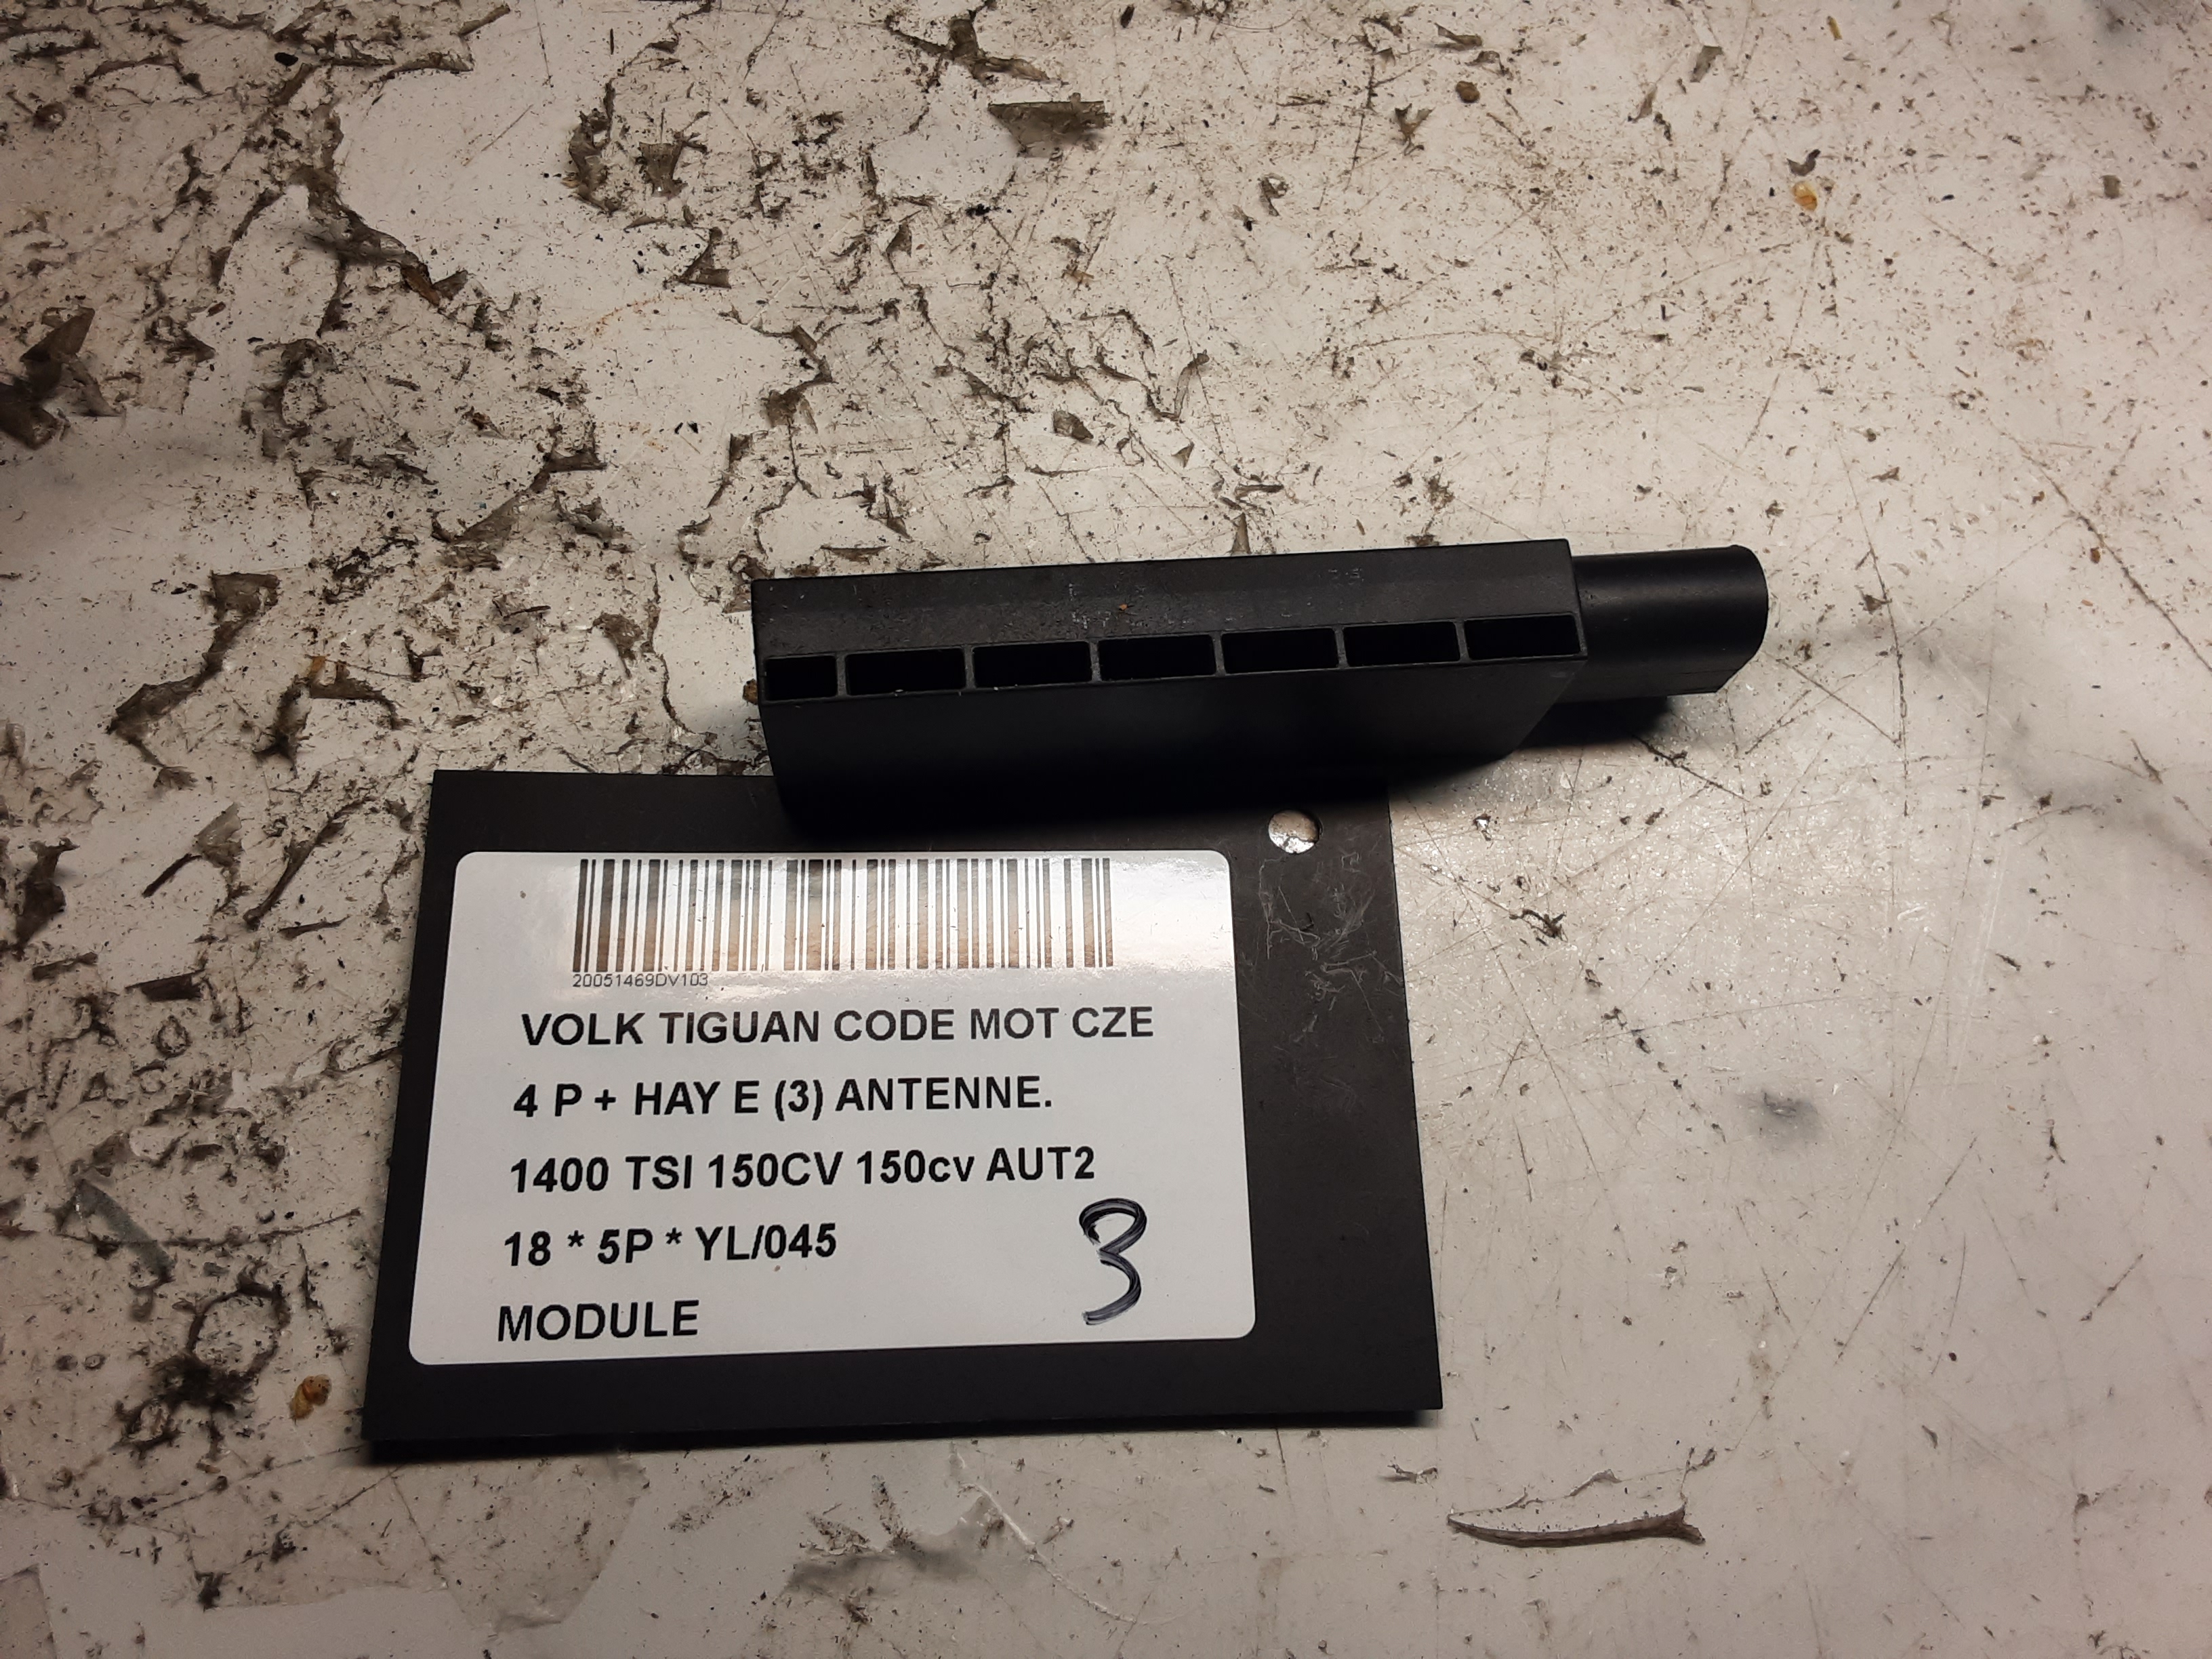 20051469DV103
VOLK TIGUAN CODE MOT CZE
4 P + HAY E (3) ANTENNE.
1400 TSI 150CV 150cv AUT2
18 * 5P * YL/045
3
MODULE